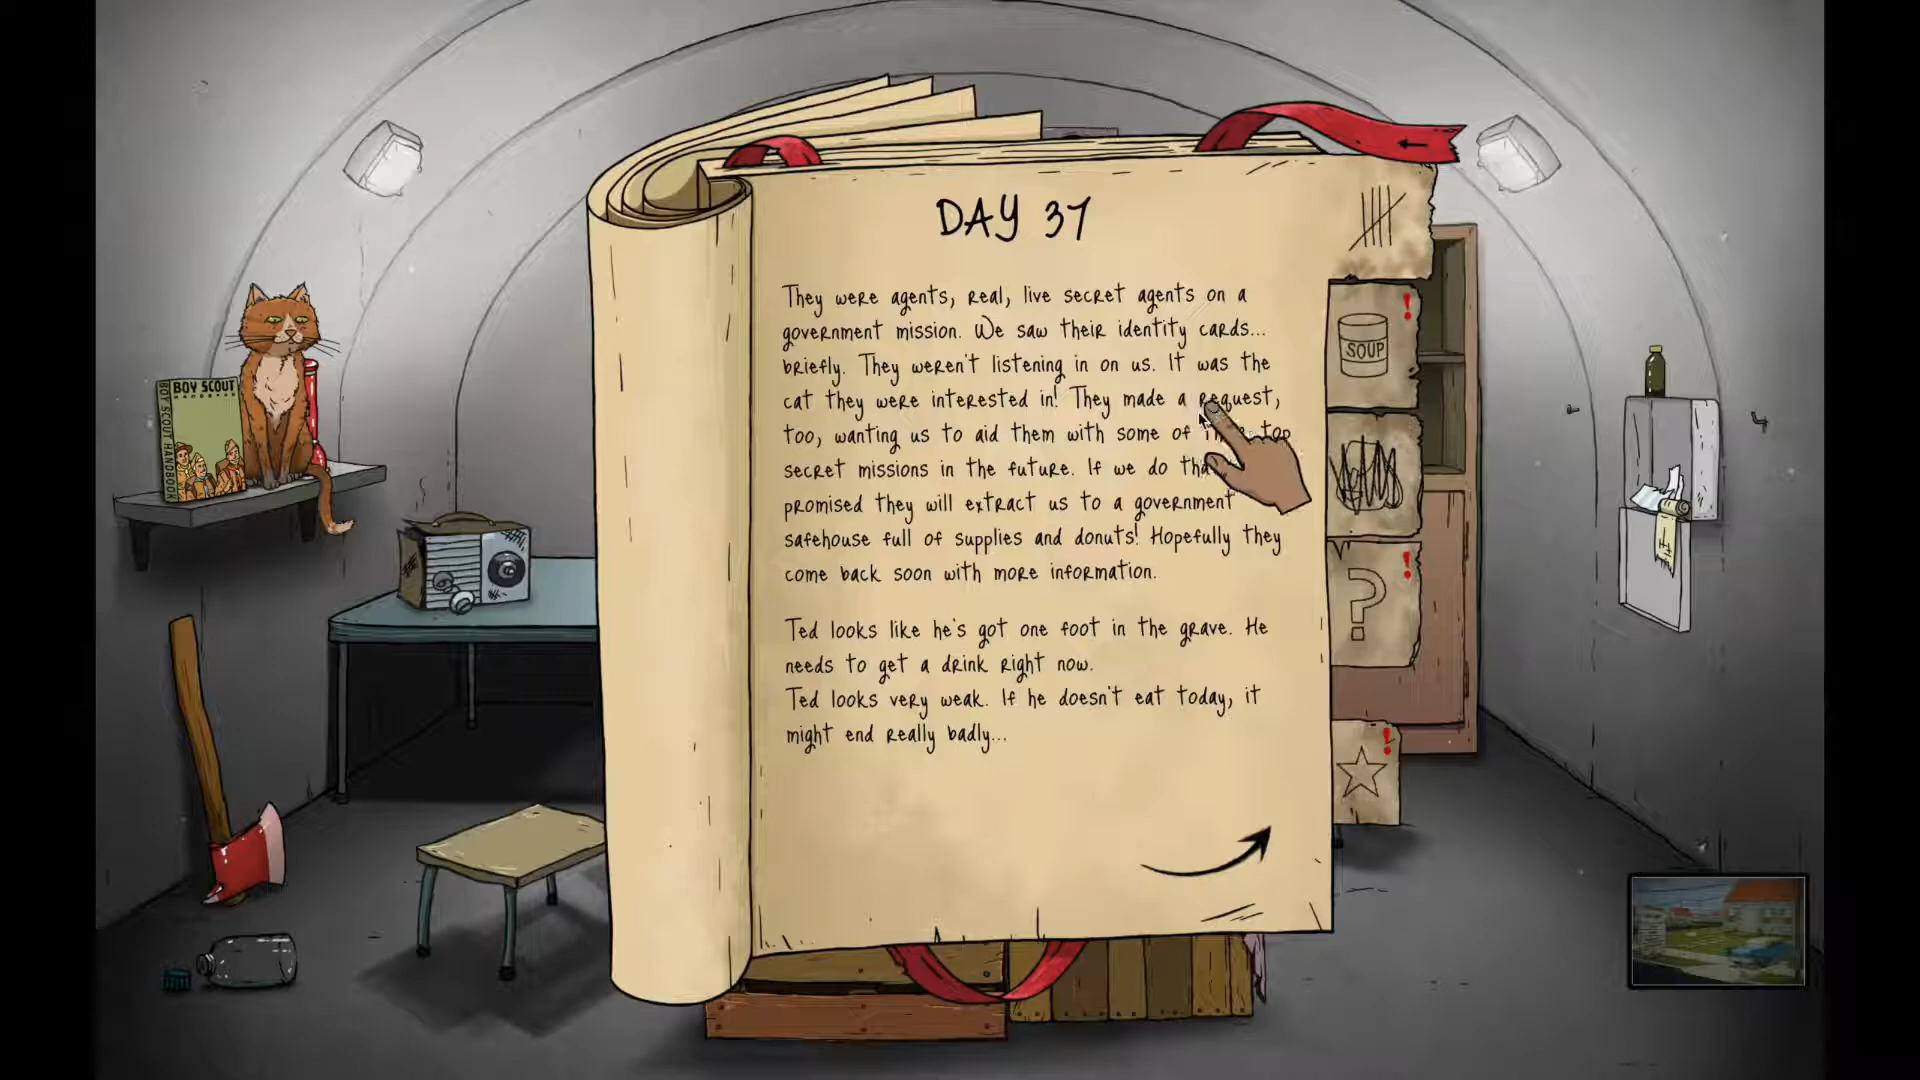 DAY 37
They were agents, real, live secret agents on a
government mission. We saw their identity cards...
briefly. They weren't listening in on us. It was the
cat they were interested in! They made a request,
too, wanting us to aid them with some of top
secret missions in the future. If we do
promised they will extract us to a government
safehouse full of supplies and donuts! Hopefully they
come back soon with more information.
Ted looks like he's got one foot in the grave. He
needs to get a drink right now.
Ted looks very weak. If he doesn't eat today, it
might end really badly...
!
SOUP
!
?
!
BOY SCOUT
HANDBOOK
BOY SCOUT HANDBOOK